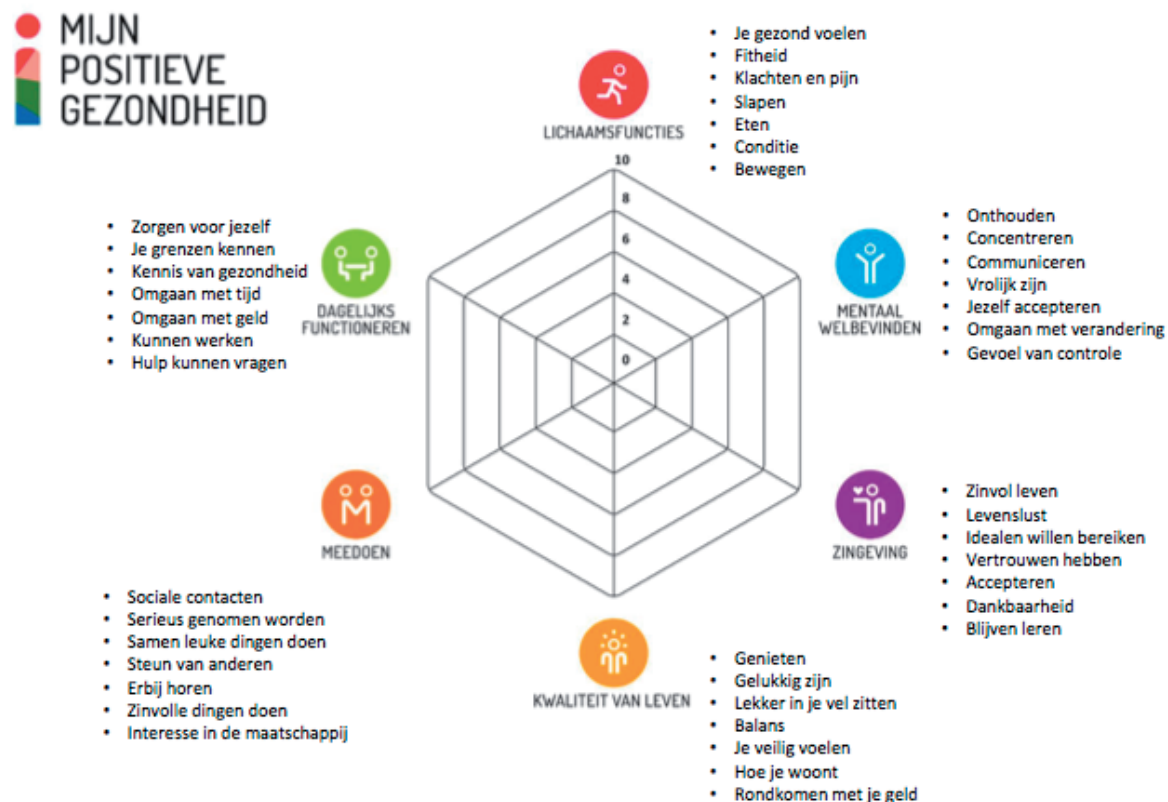 MIJN
POSITIEVE
GEZONDHEID
LICHAAMSFUNCTIES
• Je gezond voelen
• Fitheid
• Klachten en pijn
• Slapen
• Eten
• Conditie
• Bewegen
10
8
6
4
2
0
MENTAAL
WELBEVINDEN
• Onthouden
• Concentreren
• Communiceren
• Vrolijk zijn
• Jezelf accepteren
• Omgaan met verandering
• Gevoel van controle
ZINGEVING
• Zinvol leven
• Levenslust
• Idealen willen bereiken
• Vertrouwen hebben
• Accepteren
• Dankbaarheid
• Blijven leren
KWALITEIT VAN LEVEN
• Genieten
• Gelukkig zijn
• Lekker in je vel zitten
• Balans
• Je veilig voelen
• Hoe je woont
• Rondkomen met je geld
MEEDOEN
• Sociale contacten
• Serieus genomen worden
• Samen leuke dingen doen
• Steun van anderen
• Erbij horen
• Zinvolle dingen doen
• Interesse in de maatschappij
DAGELIJKS
FUNCTIONEREN
• Zorgen voor jezelf
• Je grenzen kennen
• Kennis van gezondheid
• Omgaan met tijd
• Omgaan met geld
• Kunnen werken
• Hulp kunnen vragen